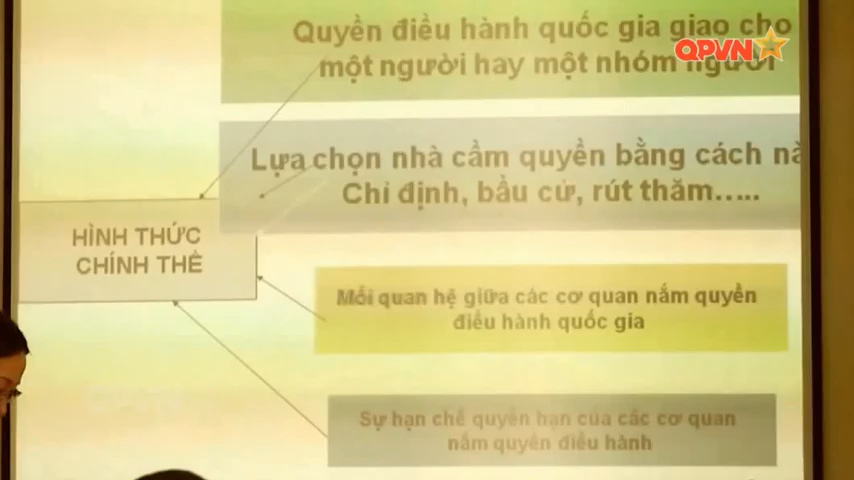 Quyền điều hành quốc gia giao cho
một người hay một nhóm người
QPVN
Lựa chọn nhà cầm quyền bằng cách nà
Chỉ định, bầu cử, rút thăm.....
HÌNH THỨC
CHÍNH THỂ
Mối quan hệ giữa các cơ quan nắm quyền
điều hành quốc gia
Sự hạn chế quyền hạn của các cơ quan
nắm quyền điều hành